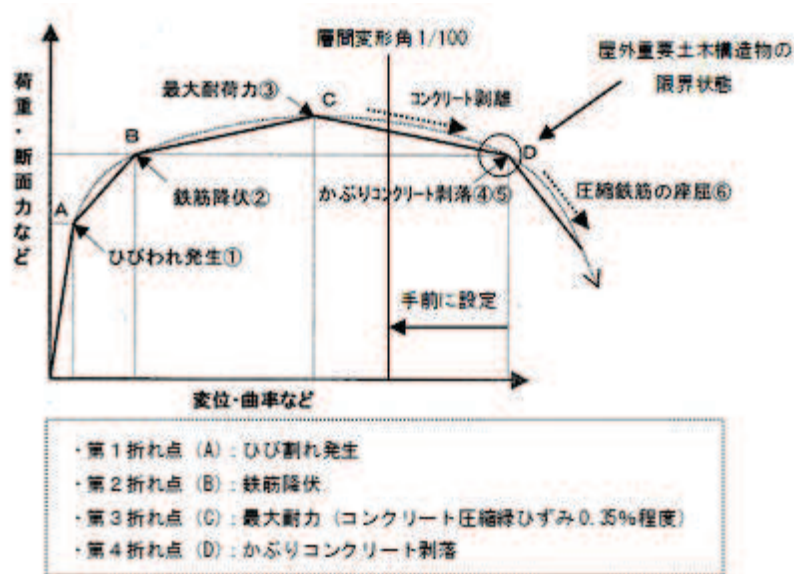 層間変形角1/100
屋外重要土木構造物の
限界状態
荷重・断面力など
最大耐荷力③
C
コンクリート剥離
B
D
鉄筋降伏②
かぶりコンクリート剥落④⑤
圧縮鉄筋の座屈⑥
A
ひびわれ発生①
手前に設定
変位・曲率など
・第1折れ点(A):ひび割れ発生
・第2折れ点(B):鉄筋降伏
・第3折れ点(C):最大耐力(コンクリート圧縮縁ひずみ0.35%程度)
・第4折れ点(D):かぶりコンクリート剥落